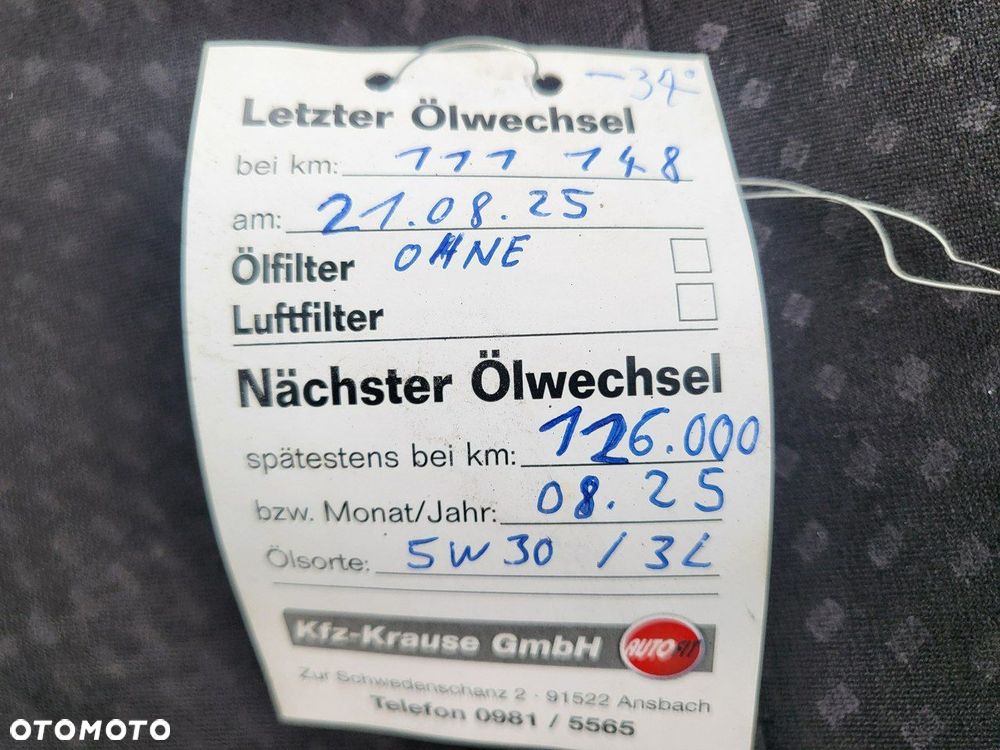 -34°
Letzter Ölwechsel
bei km: 111 148
am: 21.08.25
Ölfilter OHNE
Luftfilter
Nächster Ölwechsel
spätestens bei km: 126.000
bzw. Monat/Jahr: 08.25
Ölsorte: 5W30 / 3L
Kfz-Krause GmbH AUTOFIT
Zur Schwedenschanz 2 · 91522 Ansbach
Telefon 0981 / 5565
OTOMOTO